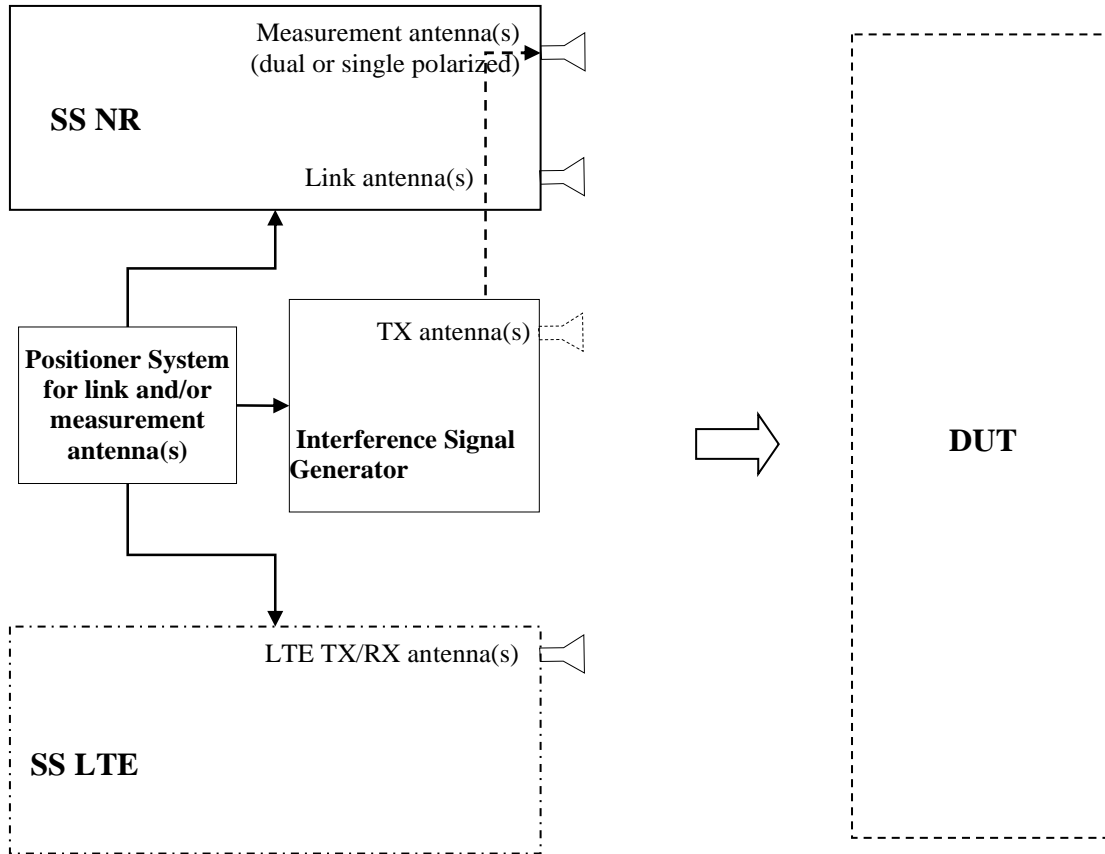 Measurement antenna(s)
(dual or single polarized)
SS NR
Link antenna(s)
TX antenna(s)
Positioner System
for link and/or
measurement
antenna(s)
Interference Signal
Generator
DUT
LTE TX/RX antenna(s)
SS LTE